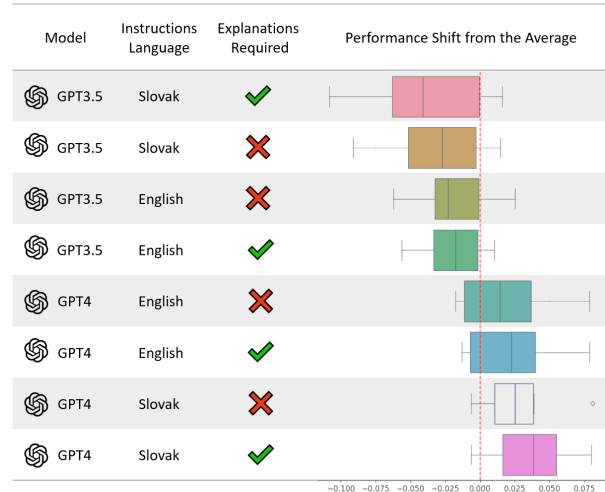 Model Instructions Language Explanations Required Performance Shift from the Average
GPT3.5 Slovak
GPT3.5 Slovak
GPT3.5 English
GPT3.5 English
GPT4 English
GPT4 English
GPT4 Slovak
GPT4 Slovak
−0.100 −0.075 −0.050 −0.025 0.000 0.025 0.050 0.075